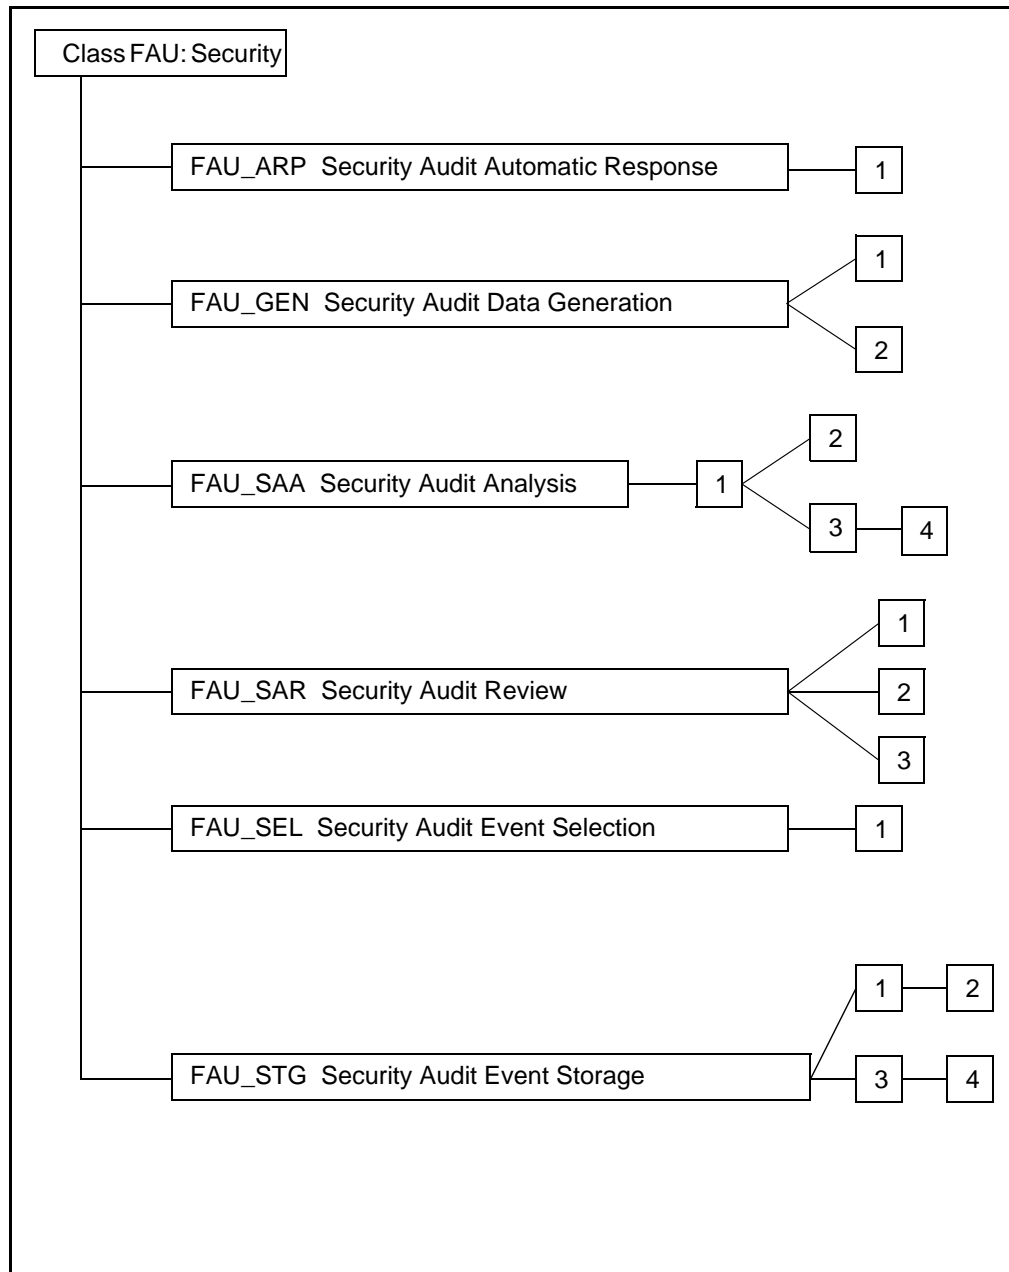 Class FAU: Security
FAU_ARP Security Audit Automatic Response
1
FAU_GEN Security Audit Data Generation
1
2
FAU_SAA Security Audit Analysis
1
2
3
4
FAU_SAR Security Audit Review
1
2
3
FAU_SEL Security Audit Event Selection
1
FAU_STG Security Audit Event Storage
1
2
3
4